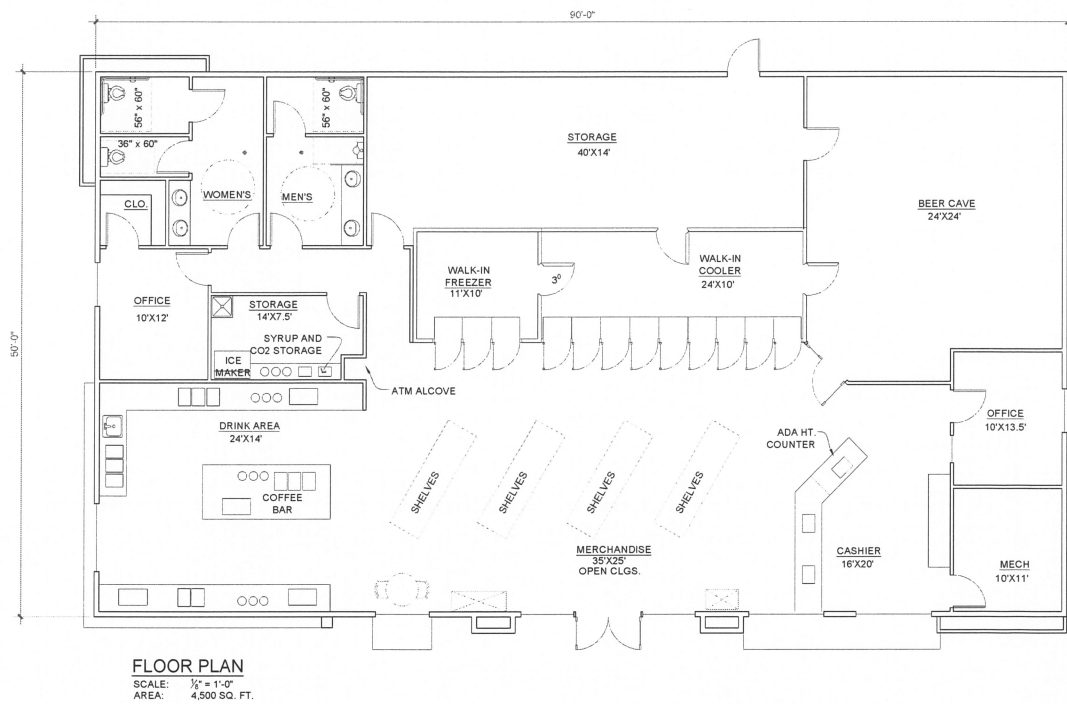 90'-0"
50'-0"
56" x 60"
56" x 60"
36" x 60"
CLO.
WOMEN'S
MEN'S
STORAGE
40'X14'
BEER CAVE
24'X24'
WALK-IN
FREEZER
11'X10'
3⁰
WALK-IN
COOLER
24'X10'
OFFICE
10'X12'
STORAGE
14'X7.5'
SYRUP AND
CO2 STORAGE
ICE
MAKER
ATM ALCOVE
DRINK AREA
24'X14'
COFFEE
BAR
SHELVES
SHELVES
SHELVES
SHELVES
ADA HT.
COUNTER
OFFICE
10'X13.5'
MERCHANDISE
35'X25'
OPEN CLGS.
CASHIER
16'X20'
MECH
10'X11'
FLOOR PLAN
SCALE: ⅛" = 1'-0"
AREA: 4,500 SQ. FT.